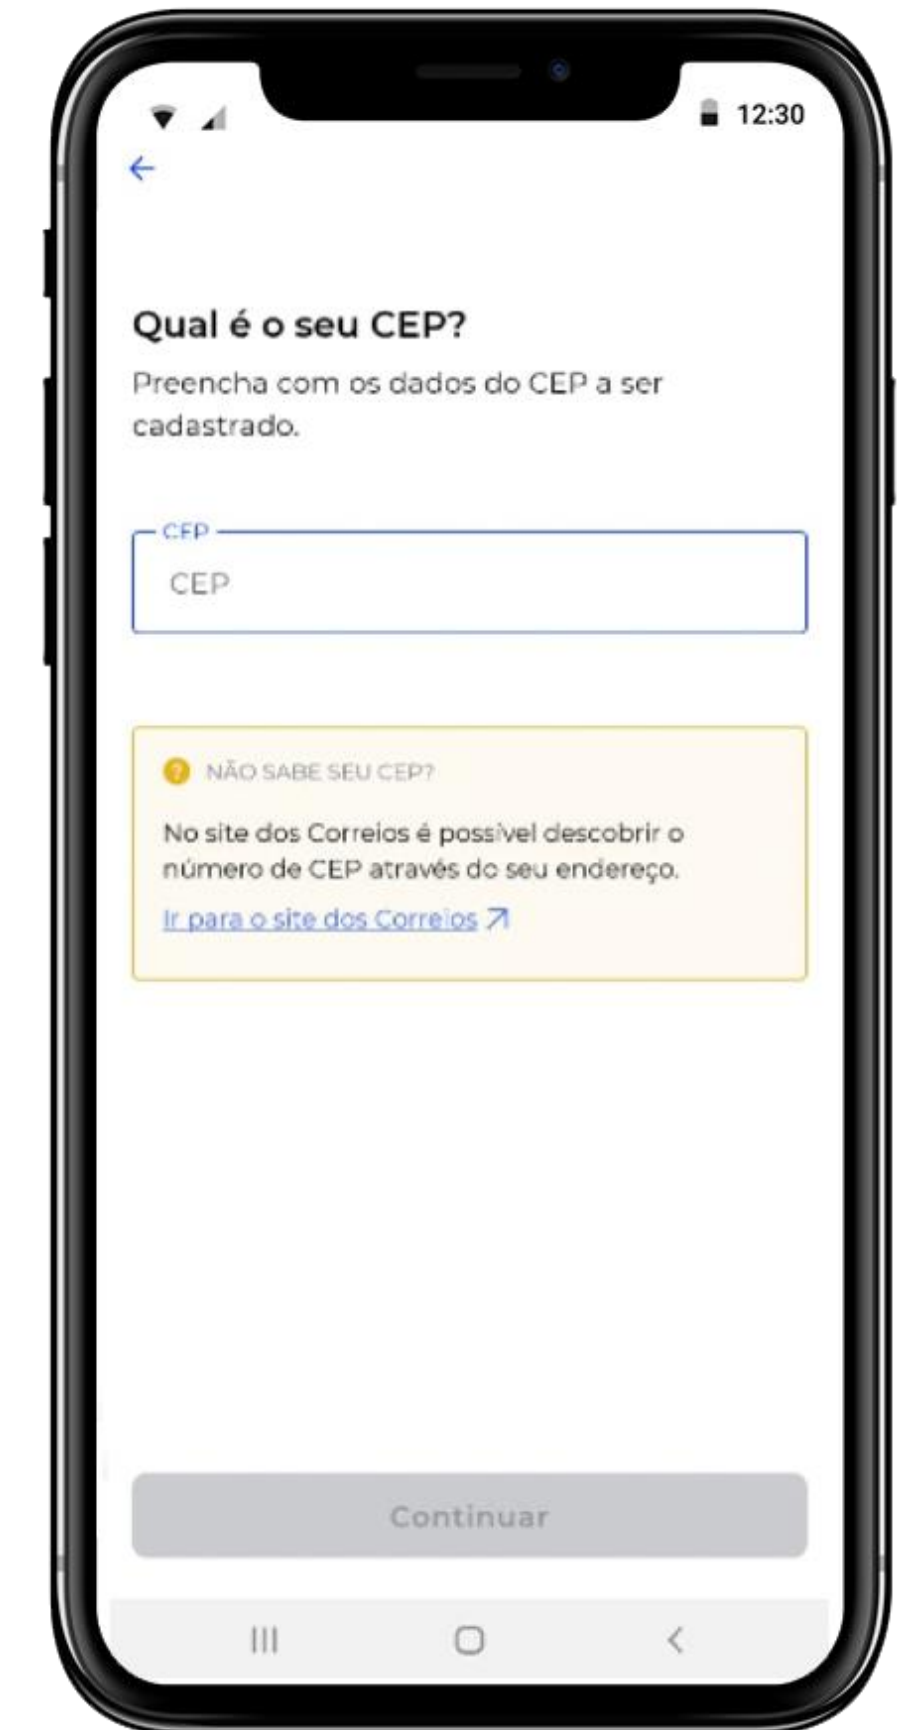 12:30
Qual é o seu CEP?
Preencha com os dados do CEP a ser
cadastrado.
CEP
CEP
NÃO SABE SEU CEP?
No site dos Correios é possível descobrir o
número de CEP através do seu endereço.
Ir para o site dos Correios
Continuar